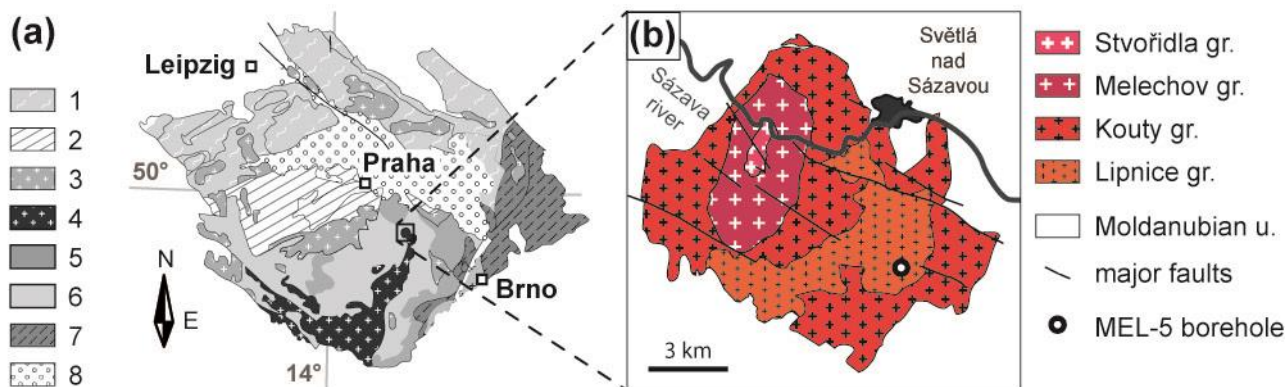 (a)
Leipzig
Praha
Brno
50°
14°
N
E
1
2
3
4
5
6
7
8
(b)
Světlá
nad
Sázavou
Sázava
river
3 km
Stvořidla gr.
Melechov gr.
Kouty gr.
Lipnice gr.
Moldanubian u.
major faults
MEL-5 borehole